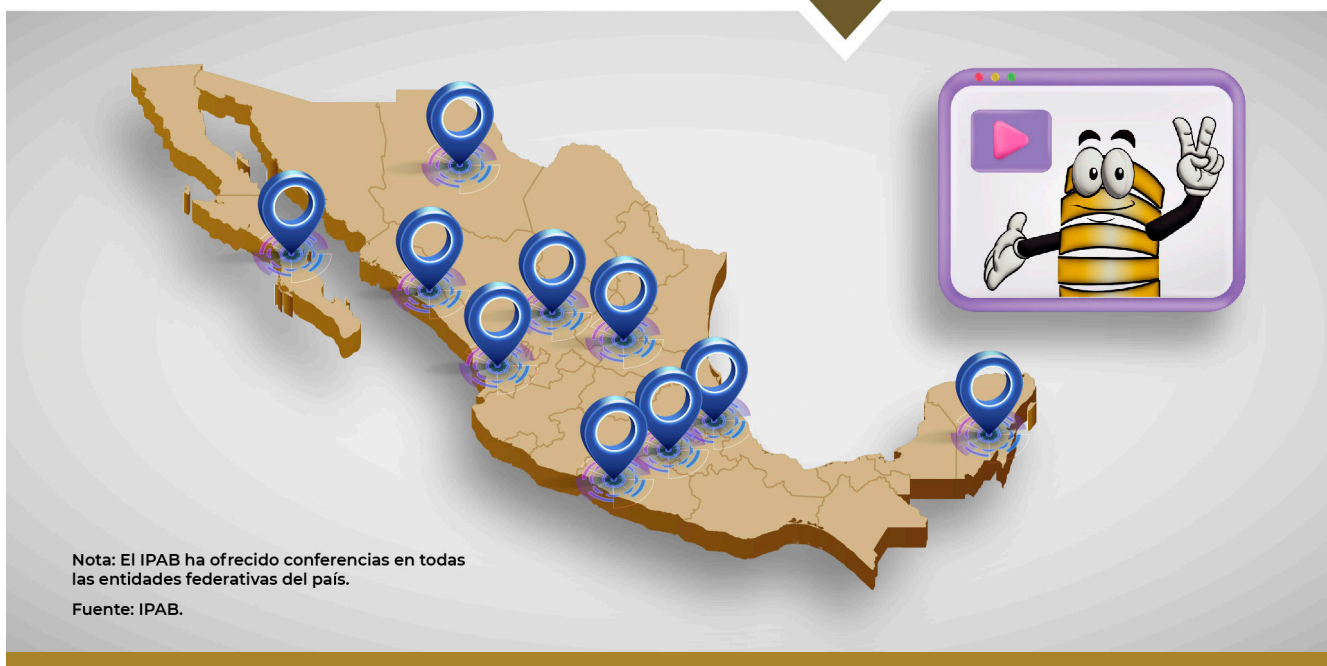 Nota: El IPAB ha ofrecido conferencias en todas
las entidades federativas del país.
Fuente: IPAB.